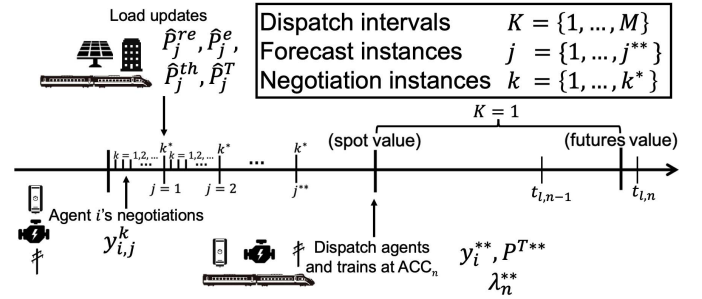 Load updates
P̂_j^{re}, P̂_j^{e},
P̂_j^{th}, P̂_j^{T}
Dispatch intervals K = {1, …, M}
Forecast instances j = {1, …, j^{**}}
Negotiation instances k = {1, …, k^{*}}
K = 1
(spot value) (futures value)
k = 1,2, … k^{*} k = 1,2, … k^{*} … k^{*}
j = 1 j = 2 j^{**} t_{l,n−1} t_{l,n}
Agent i's negotiations
y_{i,j}^{k}
Dispatch agents
and trains at ACC_n
y_i^{**}, P^{T**}
λ_n^{**}